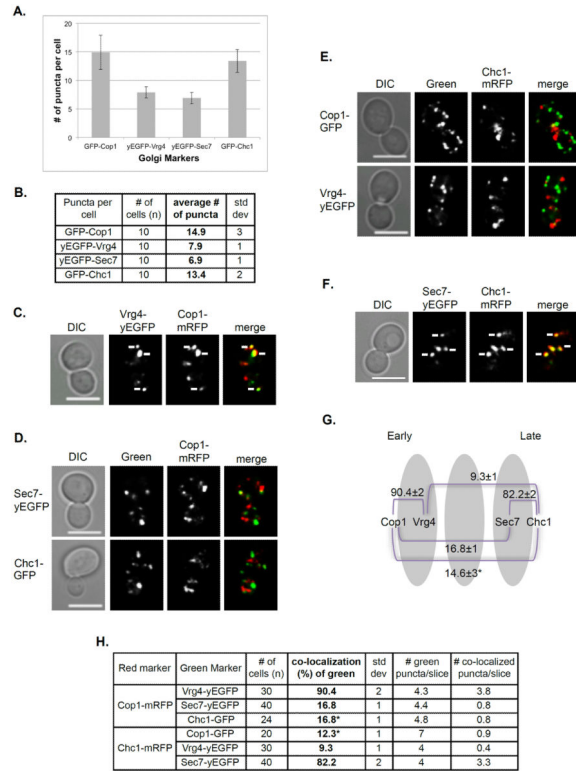 A.
# of puncta per cell
20
15
10
5
0
GFP-Cop1 yEGFP-Vrg4 yEGFP-Sec7 GFP-Chc1
Golgi Markers
B.
Puncta per cell # of cells (n) average # of puncta std dev
GFP-Cop1 10 14.9 3
yEGFP-Vrg4 10 7.9 1
yEGFP-Sec7 10 6.9 1
GFP-Chc1 10 13.4 2
C.
DIC Vrg4-yEGFP Cop1-mRFP merge
D.
DIC Green Cop1-mRFP merge
Sec7-yEGFP
Chc1-GFP
E.
DIC Green Chc1-mRFP merge
Cop1-GFP
Vrg4-yEGFP
F.
DIC Sec7-yEGFP Chc1-mRFP merge
G.
Early Late
9.3±1
90.4±2 82.2±2
Cop1 Vrg4 Sec7 Chc1
16.8±1
14.6±3*
H.
Red marker Green Marker # of cells (n) co-localization (%) of green std dev # green puncta/slice # co-localized puncta/slice
Cop1-mRFP Vrg4-yEGFP 30 90.4 2 4.3 3.8
Sec7-yEGFP 40 16.8 1 4.4 0.8
Chc1-GFP 24 16.8* 1 4.8 0.8
Chc1-mRFP Cop1-GFP 20 12.3* 1 7 0.9
Vrg4-yEGFP 30 9.3 1 4 0.4
Sec7-yEGFP 40 82.2 2 4 3.3